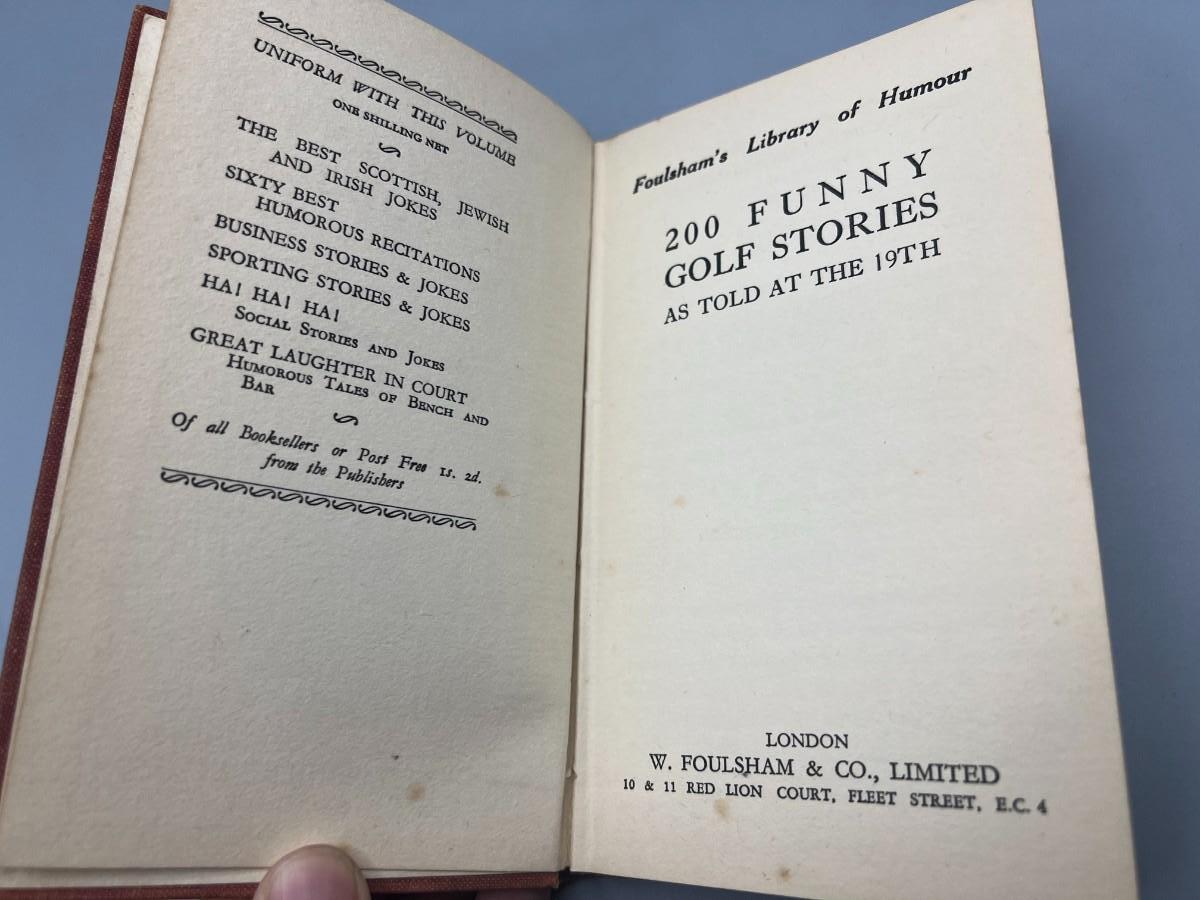 UNIFORM WITH THIS VOLUME
ONE SHILLING NET
THE BEST SCOTTISH, JEWISH
AND IRISH JOKES
SIXTY BEST
HUMOROUS RECITATIONS
BUSINESS STORIES & JOKES
SPORTING STORIES & JOKES
HA! HA! HA!
SOCIAL STORIES AND JOKES
GREAT LAUGHTER IN COURT
HUMOROUS TALES OF BENCH AND
BAR
Of all Booksellers or Post Free 1s. 2d.
from the Publishers
Foulsham's Library of Humour
200 FUNNY
GOLF STORIES
AS TOLD AT THE 19TH
LONDON
W. FOULSHAM & CO., LIMITED
10 & 11 RED LION COURT, FLEET STREET, E.C. 4